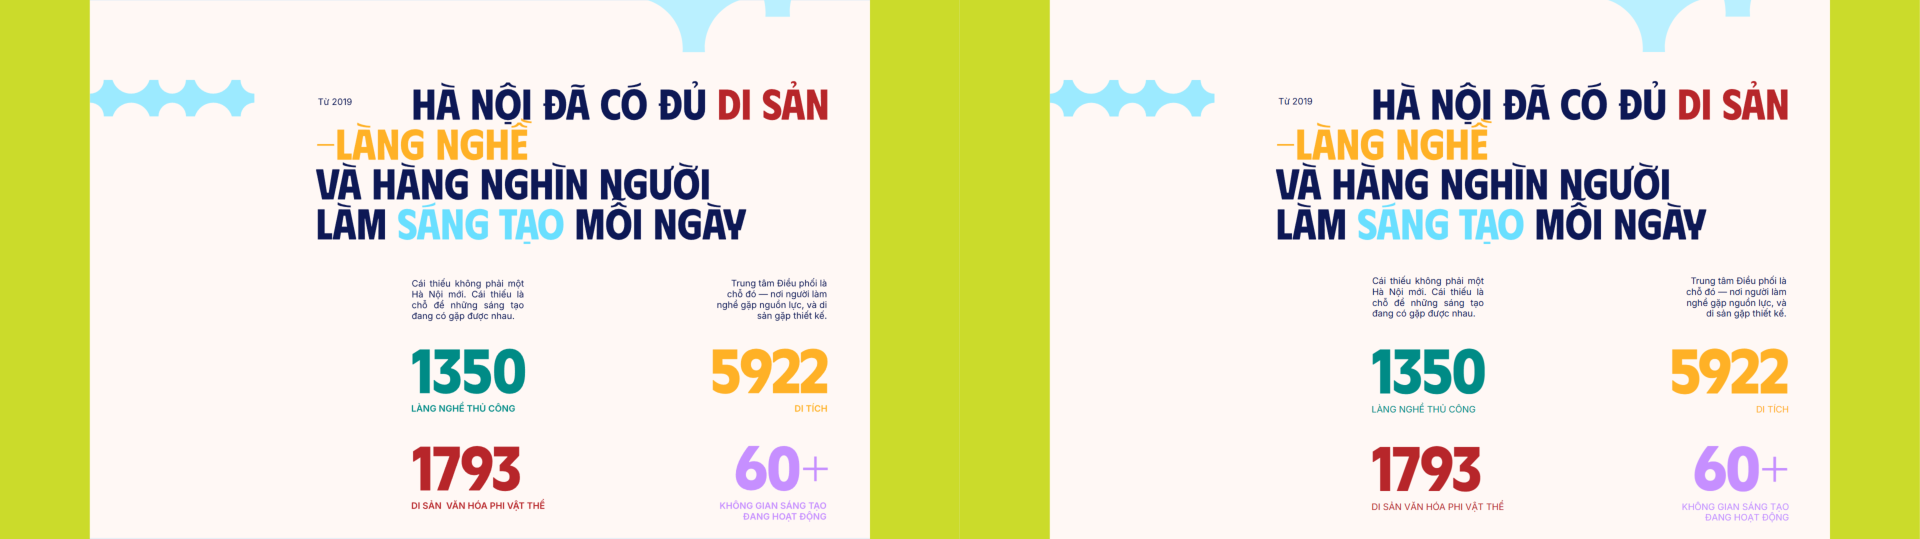 Từ 2019
HÀ NỘI ĐÃ CÓ ĐỦ DI SẢN
–LÀNG NGHỀ
VÀ HÀNG NGHÌN NGƯỜI
LÀM SÁNG TẠO MỖI NGÀY
Cái thiếu không phải một
Hà Nội mới. Cái thiếu là
chỗ để những sáng tạo
đang có gặp được nhau.
Trung tâm Điều phối là
chỗ đó — nơi người làm
nghề gặp nguồn lực, và di
sản gặp thiết kế.
1350
LÀNG NGHỀ THỦ CÔNG
5922
DI TÍCH
1793
DI SẢN VĂN HÓA PHI VẬT THỂ
60+
KHÔNG GIAN SÁNG TẠO
ĐANG HOẠT ĐỘNG
Từ 2019
HÀ NỘI ĐÃ CÓ ĐỦ DI SẢN
–LÀNG NGHỀ
VÀ HÀNG NGHÌN NGƯỜI
LÀM SÁNG TẠO MỖI NGÀY
Cái thiếu không phải một
Hà Nội mới. Cái thiếu là
chỗ để những sáng tạo
đang có gặp được nhau.
Trung tâm Điều phối là
chỗ đó — nơi người làm
nghề gặp nguồn lực, và
di sản gặp thiết kế.
1350
LÀNG NGHỀ THỦ CÔNG
5922
DI TÍCH
1793
DI SẢN VĂN HÓA PHI VẬT THỂ
60+
KHÔNG GIAN SÁNG TẠO
ĐANG HOẠT ĐỘNG